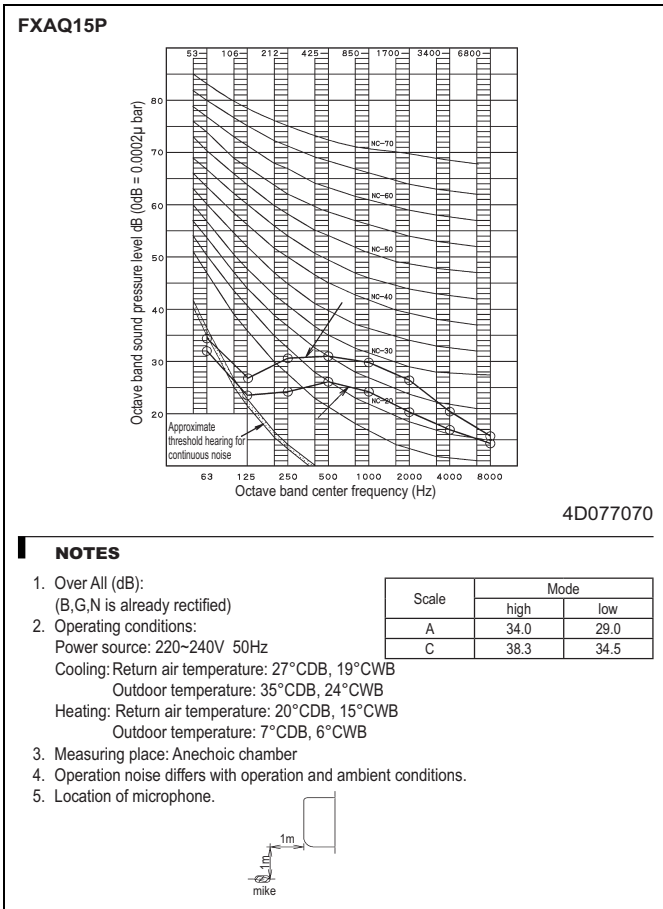 FXAQ15P
53 106 212 425 850 1700 3400 6800
Octave band sound pressure level dB (0dB = 0.0002µ bar)
80
70
60
50
40
30
20
NC-70
NC-60
NC-50
NC-40
NC-30
NC-20
Approximate
threshold hearing for
continuous noise
63 125 250 500 1000 2000 4000 8000
Octave band center frequency (Hz)
4D077070
NOTES
1. Over All (dB):
(B,G,N is already rectified)
2. Operating conditions:
Power source: 220~240V 50Hz
Cooling: Return air temperature: 27°CDB, 19°CWB
Outdoor temperature: 35°CDB, 24°CWB
Heating: Return air temperature: 20°CDB, 15°CWB
Outdoor temperature: 7°CDB, 6°CWB
3. Measuring place: Anechoic chamber
4. Operation noise differs with operation and ambient conditions.
5. Location of microphone.
Scale Mode
high low
A 34.0 29.0
C 38.3 34.5
1m
1m
mike